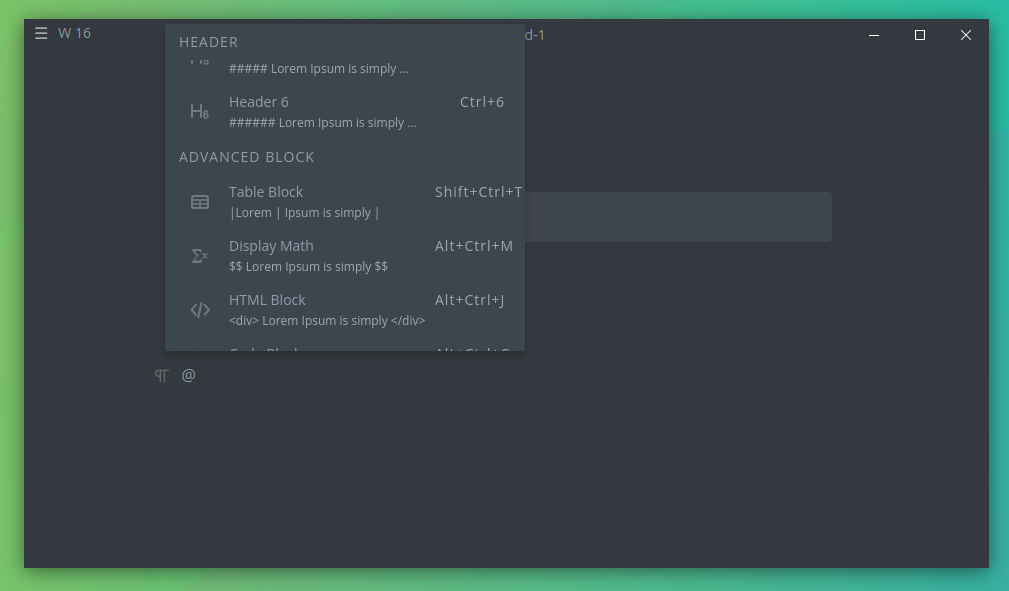 W 16
d-1
HEADER
##### Lorem Ipsum is simply ...
H6
Header 6
Ctrl+6
###### Lorem Ipsum is simply ...
ADVANCED BLOCK
Table Block
Shift+Ctrl+T
|Lorem | Ipsum is simply |
Display Math
Alt+Ctrl+M
$$ Lorem Ipsum is simply $$
HTML Block
Alt+Ctrl+J
<div> Lorem Ipsum is simply </div>
@